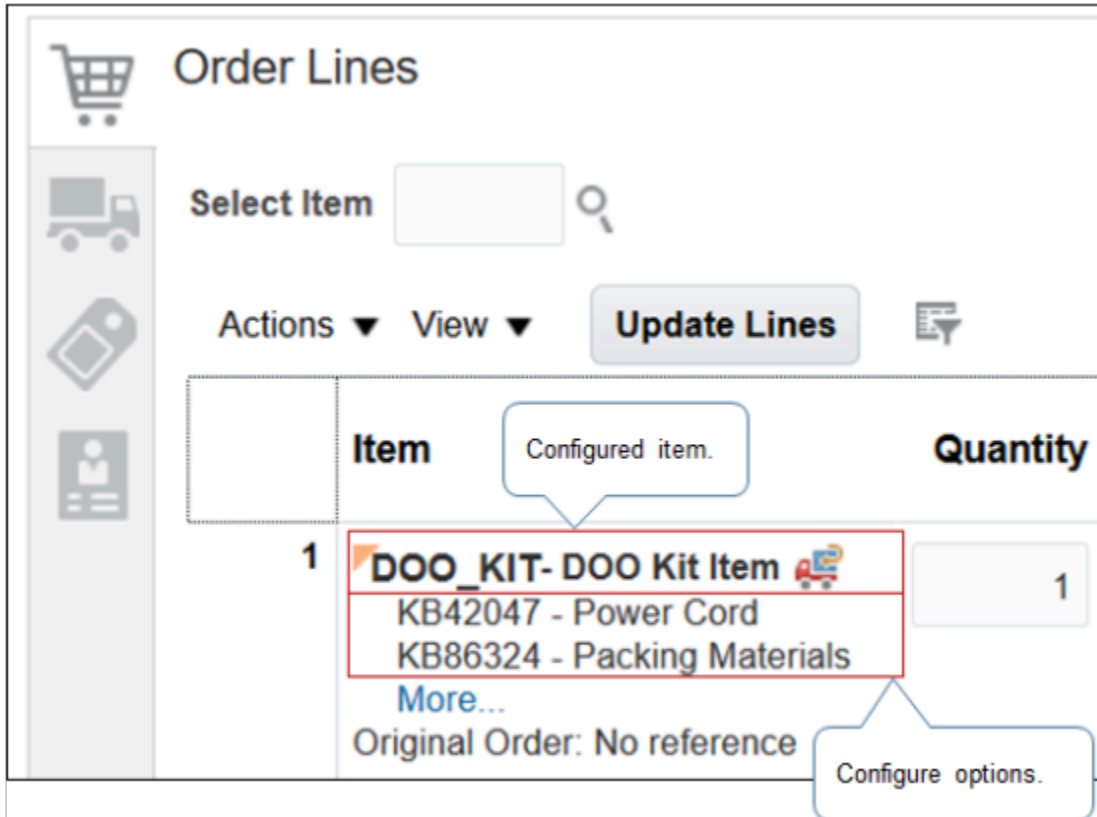 Order Lines
Select Item
Actions View Update Lines
Item Configured item. Quantity
1 DOO_KIT- DOO Kit Item 1
KB42047 - Power Cord
KB86324 - Packing Materials
More...
Original Order: No reference
Configure options.